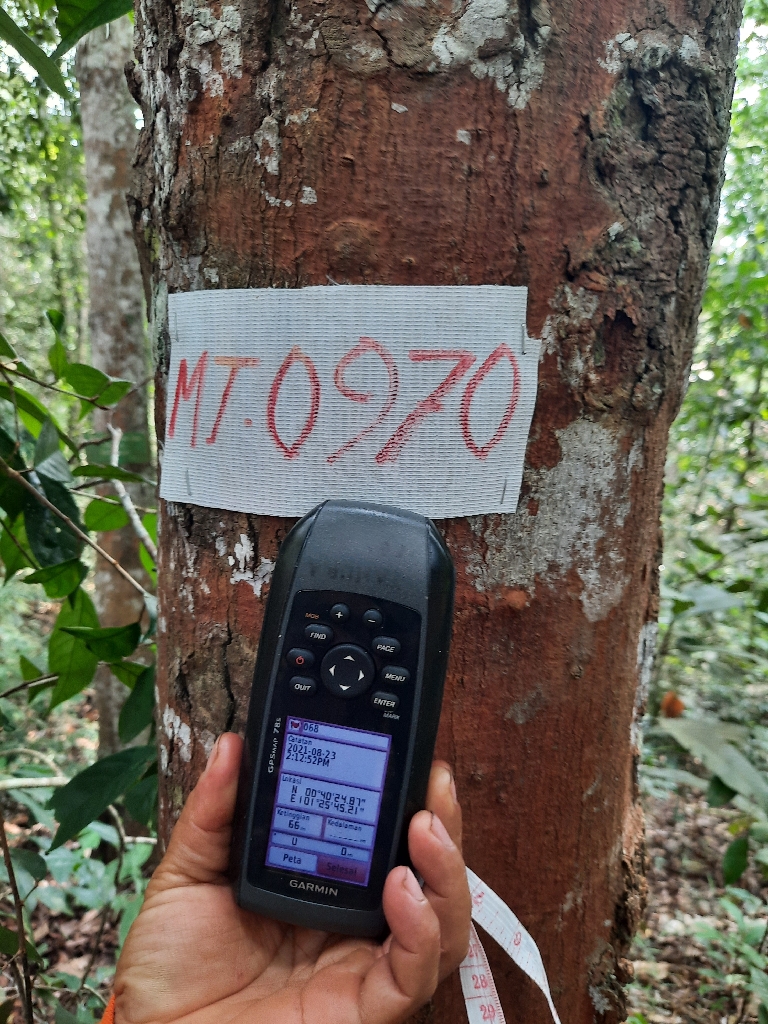 MT.0970
MOB
+
-
FIND
PAGE
MENU
QUIT
ENTER
MARK
GPSMAP 78s
068
Catatan
2021-08-23
2:12:52PM
Lokasi
N 00°40'24.87"
E101°25'45.21"
Ketinggian
Kedalaman
66m
U
0m
Peta
Selesai
GARMIN
9
28
29